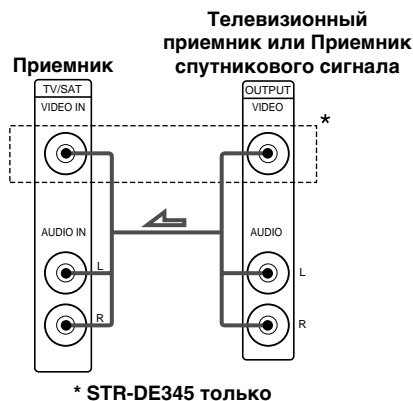 Телевизионный
приемник или Приемник
спутникового сигнала
Приемник
TV/SAT
VIDEO IN
OUTPUT
VIDEO
*
AUDIO IN
AUDIO
L
L
R
R
* STR-DE345 только